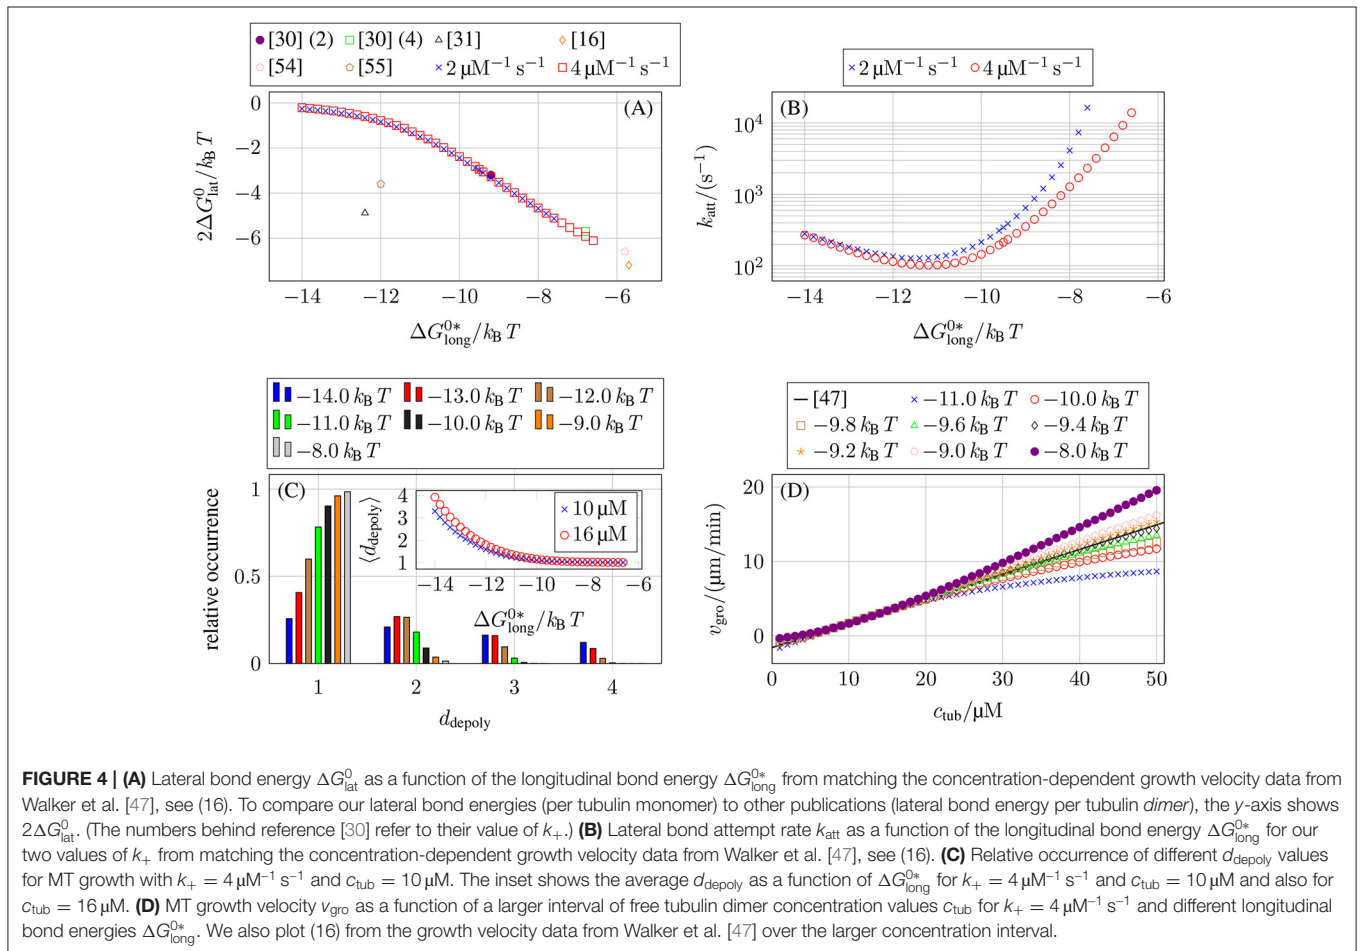 [30] (2) [30] (4) [31] [16]
[54] [55] 2 μM⁻¹ s⁻¹ 4 μM⁻¹ s⁻¹
(A)
2ΔG⁰_lat/k_B T
0
−2
−4
−6
−14 −12 −10 −8 −6
ΔG⁰*_long/k_B T
2 μM⁻¹ s⁻¹ 4 μM⁻¹ s⁻¹
(B)
k_att/(s⁻¹)
10⁴
10³
10²
−14 −12 −10 −8 −6
ΔG⁰*_long/k_B T
−14.0 k_B T −13.0 k_B T −12.0 k_B T
−11.0 k_B T −10.0 k_B T −9.0 k_B T
−8.0 k_B T
(C)
relative occurrence
1
0.5
0
⟨d_depoly⟩
4
3
2
1
10 μM
16 μM
−14 −12 −10 −8 −6
ΔG⁰*_long/k_B T
1 2 3 4
d_depoly
[47] −11.0 k_B T −10.0 k_B T
−9.8 k_B T −9.6 k_B T −9.4 k_B T
−9.2 k_B T −9.0 k_B T −8.0 k_B T
(D)
v_gro/(μm/min)
20
10
0
0 10 20 30 40 50
c_tub/μM
FIGURE 4 | (A) Lateral bond energy ΔG⁰_lat as a function of the longitudinal bond energy ΔG⁰*_long from matching the concentration-dependent growth velocity data from
Walker et al. [47], see (16). To compare our lateral bond energies (per tubulin monomer) to other publications (lateral bond energy per tubulin dimer), the y-axis shows
2ΔG⁰_lat. (The numbers behind reference [30] refer to their value of k₊.) (B) Lateral bond attempt rate k_att as a function of the longitudinal bond energy ΔG⁰*_long for our
two values of k₊ from matching the concentration-dependent growth velocity data from Walker et al. [47], see (16). (C) Relative occurrence of different d_depoly values
for MT growth with k₊ = 4 μM⁻¹ s⁻¹ and c_tub = 10 μM. The inset shows the average d_depoly as a function of ΔG⁰*_long for k₊ = 4 μM⁻¹ s⁻¹ and c_tub = 10 μM and also for
c_tub = 16 μM. (D) MT growth velocity v_gro as a function of a larger interval of free tubulin dimer concentration values c_tub for k₊ = 4 μM⁻¹ s⁻¹ and different longitudinal
bond energies ΔG⁰*_long. We also plot (16) from the growth velocity data from Walker et al. [47] over the larger concentration interval.